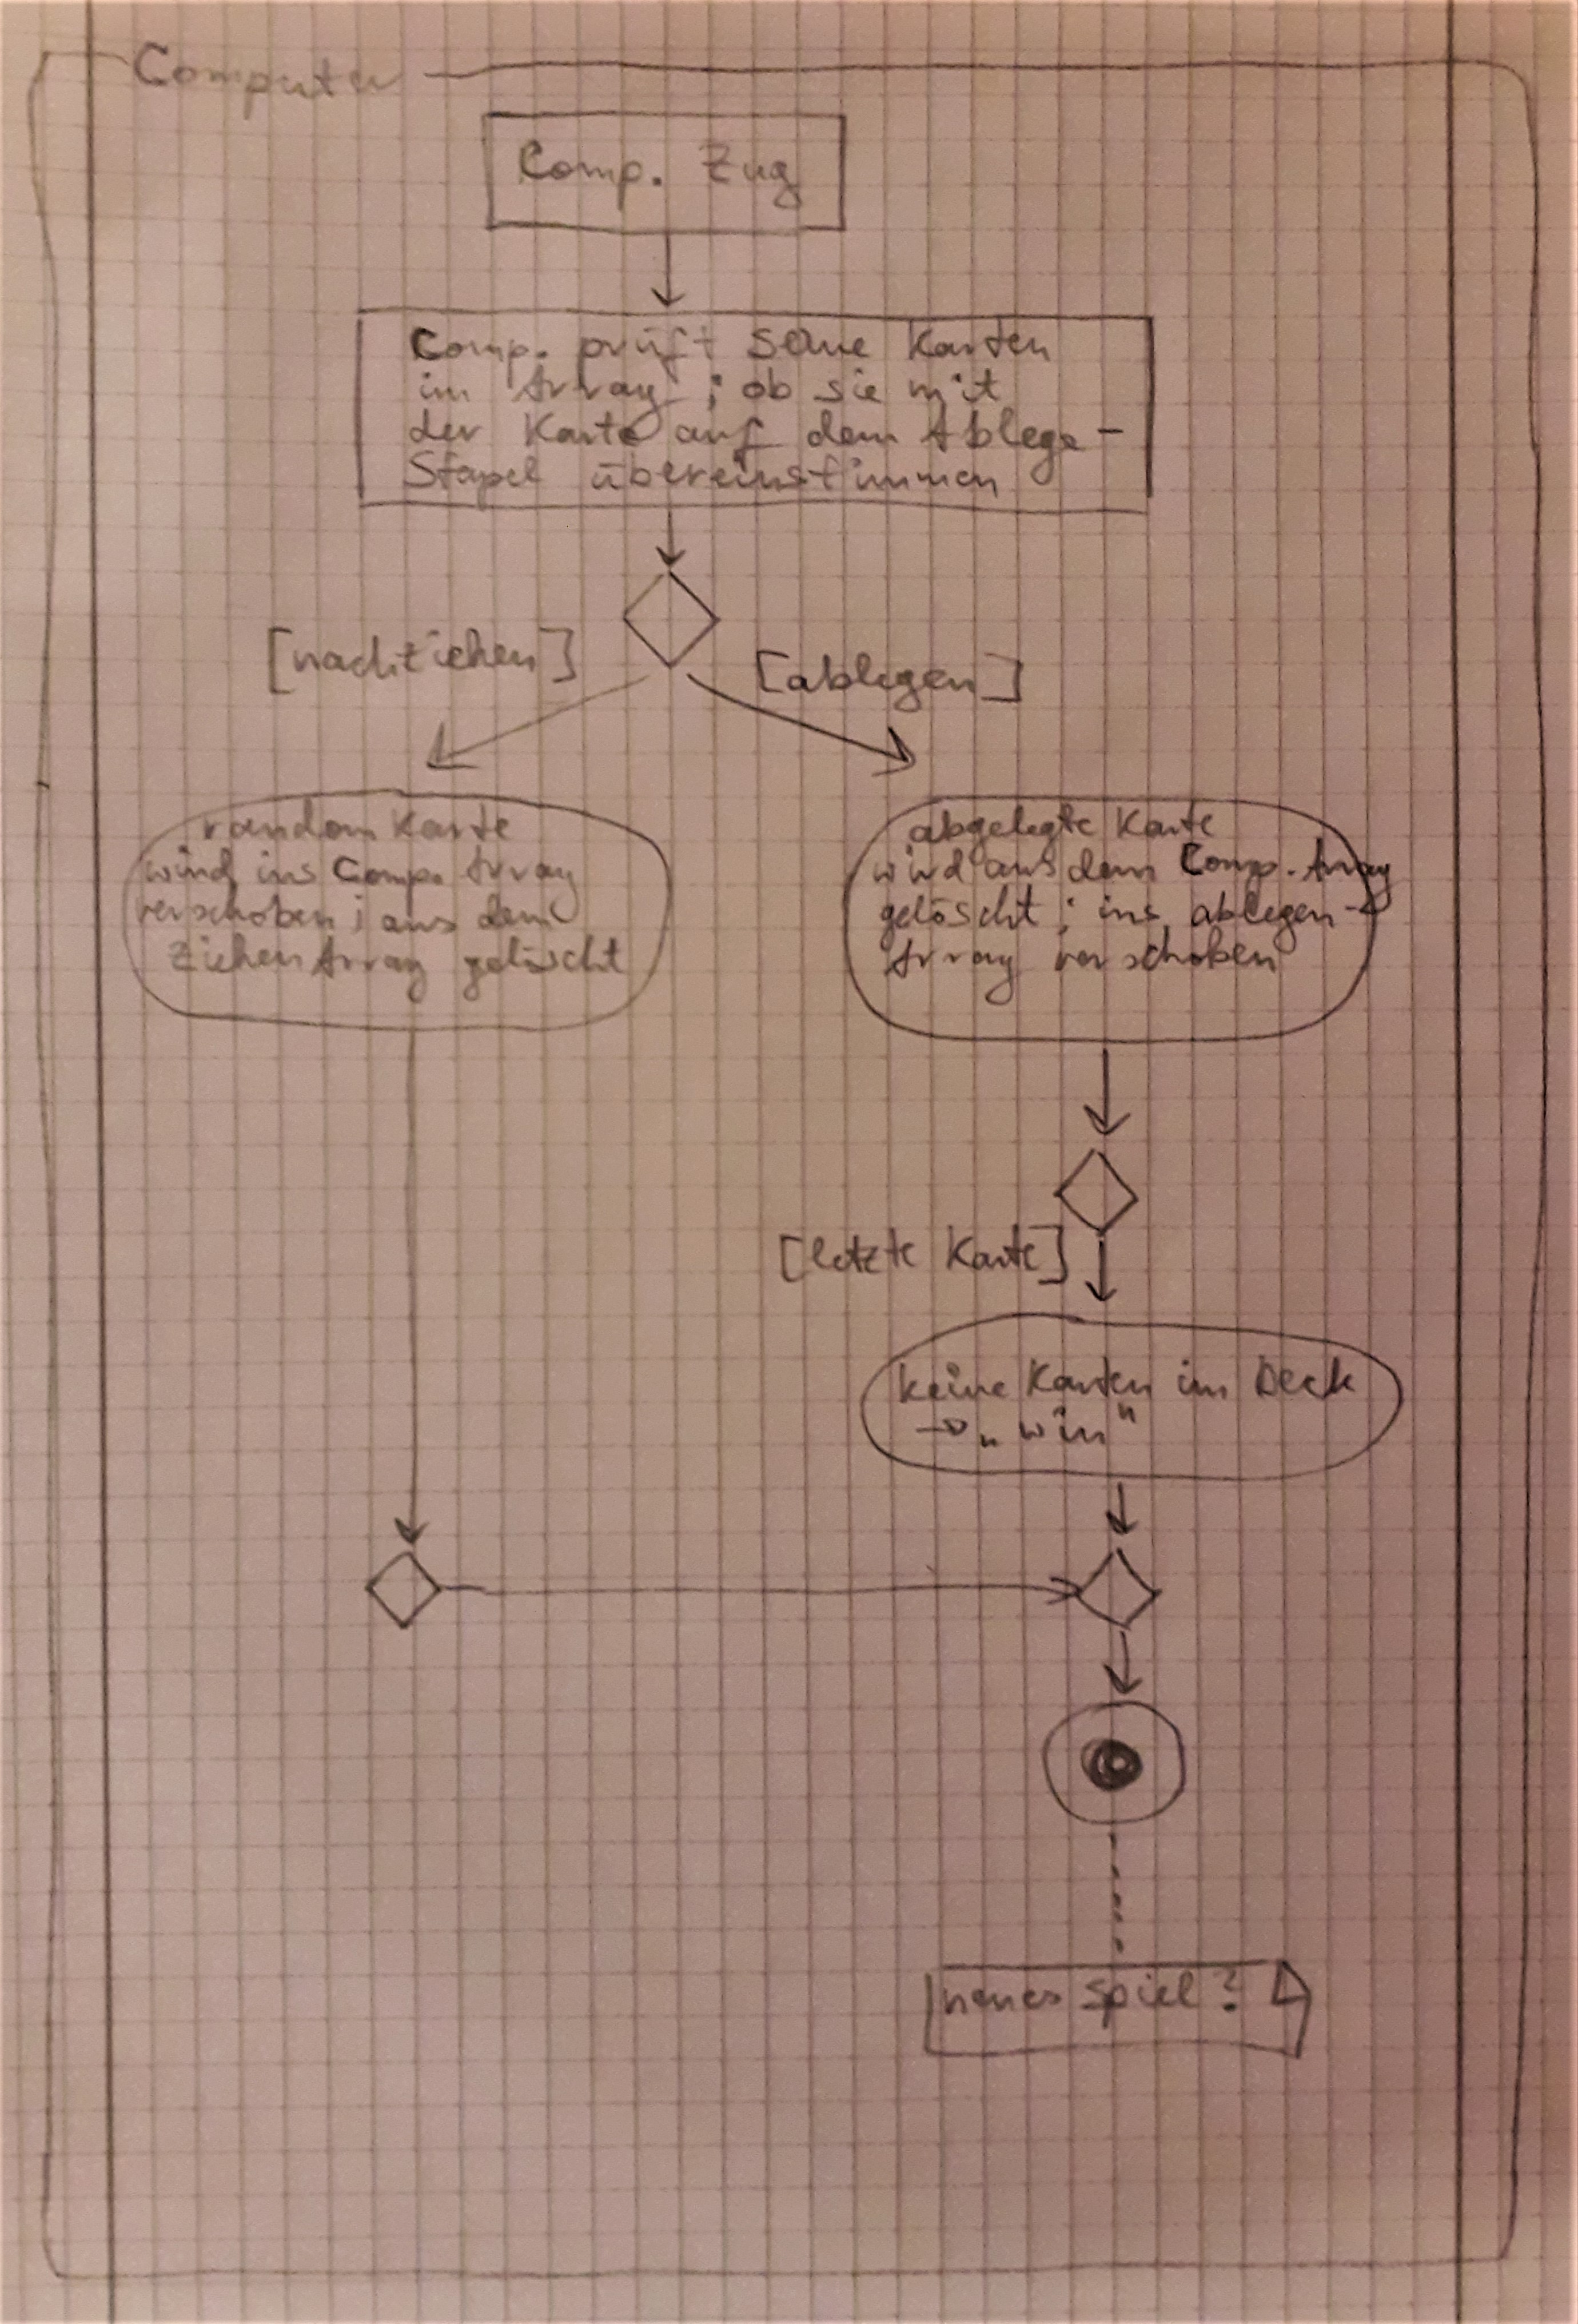 Computer
Comp. Zug
Comp. prüft seine Karten
im Array ; ob sie mit
der Karte auf dem Ablege-
Stapel übereinstimmen
[nachziehen]
[ablegen]
random Karte
wird ins Comp. Array
verschoben ; aus dem
Ziehen Array gelöscht
abgelegte Karte
wird aus dem Comp. Array
gelöscht ; ins ablegen-
Array verschoben
[letzte Karte]
keine Karten im Deck
→ „win"
neues Spiel ?